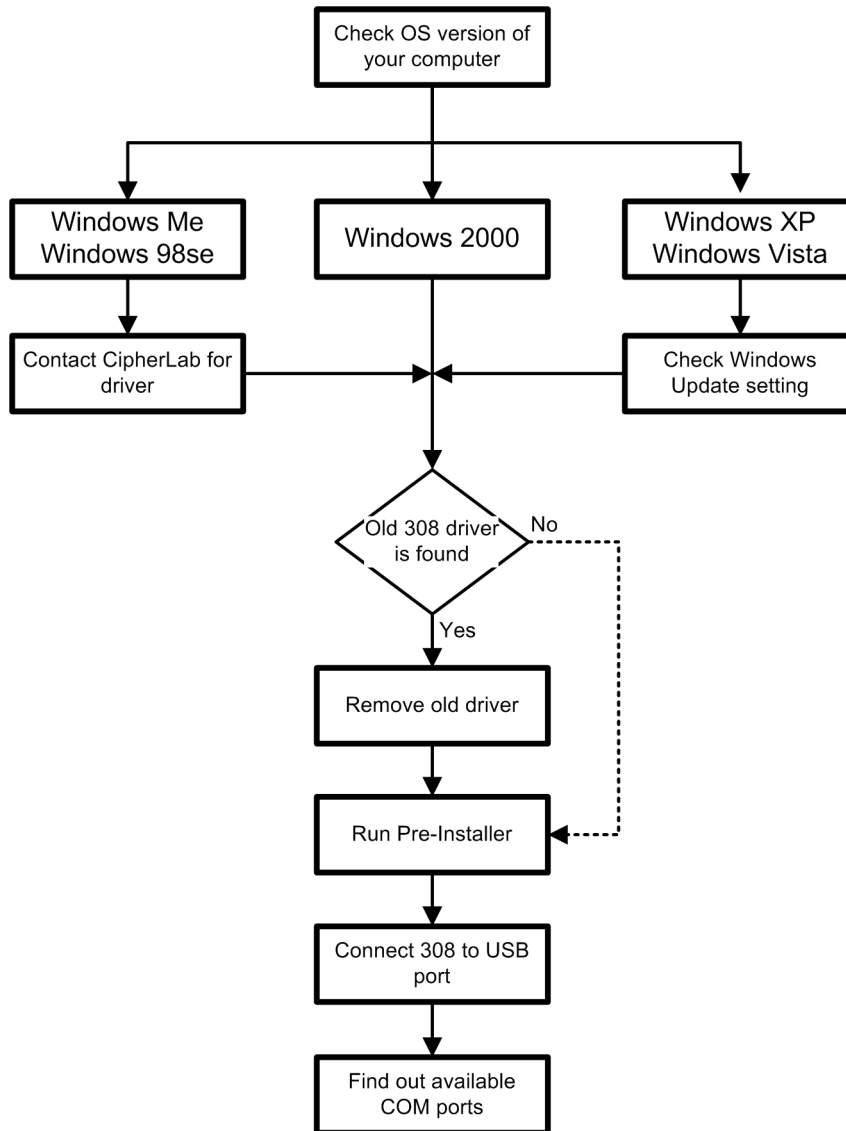 Check OS version of
your computer
Windows Me
Windows 98se
Windows 2000
Windows XP
Windows Vista
Contact CipherLab for
driver
Check Windows
Update setting
Old 308 driver
is found
No
Yes
Remove old driver
Run Pre-Installer
Connect 308 to USB
port
Find out available
COM ports